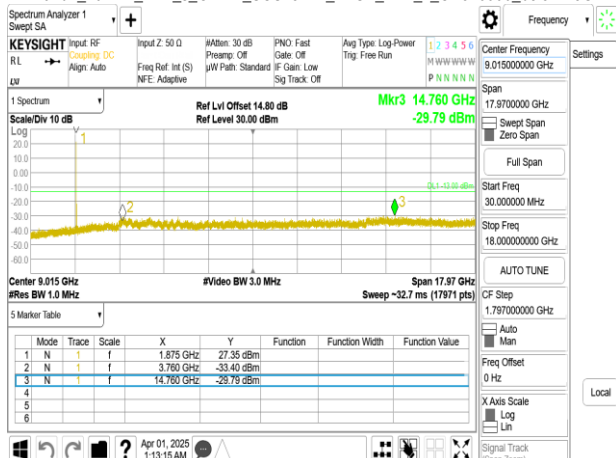 Spectrum Analyzer 1
Swept SA
Frequency
KEYSIGHT
RL
LXI
Input: RF
Coupling: DC
Align: Auto
Input Z: 50 Ω
Freq Ref: Int (S)
NFE: Adaptive
#Atten: 30 dB
Preamp: Off
µW Path: Standard
PNO: Fast
Gate: Off
IF Gain: Low
Sig Track: Off
Avg Type: Log-Power
Trig: Free Run
1 2 3 4 5 6
M W W W W W
P N N N N N
1 Spectrum
Scale/Div 10 dB
Log
Ref Lvl Offset 14.80 dB
Ref Level 30.00 dBm
Mkr3 14.760 GHz
-29.79 dBm
20.0
10.0
0.00
-10.0
-20.0
-30.0
-40.0
-50.0
-60.0
1
2
3
DL1 -13.00 dBm
Center 9.015 GHz
#Res BW 1.0 MHz
#Video BW 3.0 MHz
Span 17.97 GHz
Sweep ~32.7 ms (17971 pts)
5 Marker Table
Mode Trace Scale X Y Function Function Width Function Value
1 N 1 f 1.875 GHz 27.35 dBm
2 N 1 f 3.760 GHz -33.40 dBm
3 N 1 f 14.760 GHz -29.79 dBm
4
5
6
Apr 01, 2025
1:13:15 AM
Center Frequency
9.015000000 GHz
Span
17.9700000 GHz
Swept Span
Zero Span
Full Span
Start Freq
30.000000 MHz
Stop Freq
18.000000000 GHz
AUTO TUNE
CF Step
1.797000000 GHz
Auto
Man
Freq Offset
0 Hz
X Axis Scale
Log
Lin
Signal Track
Settings
Local